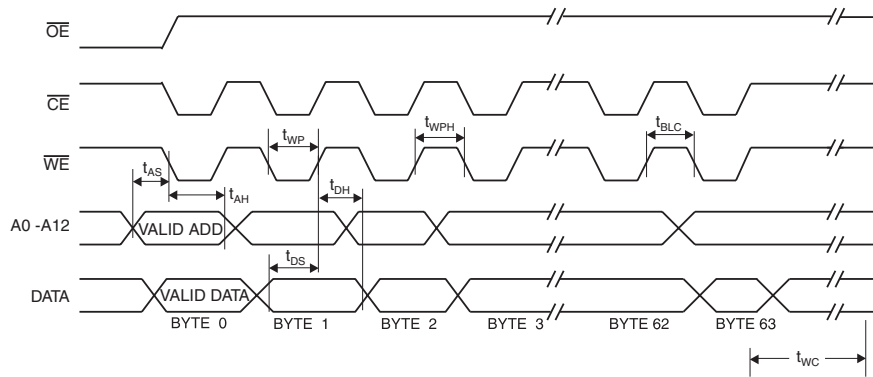 OE
CE
tWP
tWPH
tBLC
WE
tAS
tAH
tDH
A0 -A12
VALID ADD
tDS
DATA
VALID DATA
BYTE 0
BYTE 1
BYTE 2
BYTE 3
BYTE 62
BYTE 63
tWC